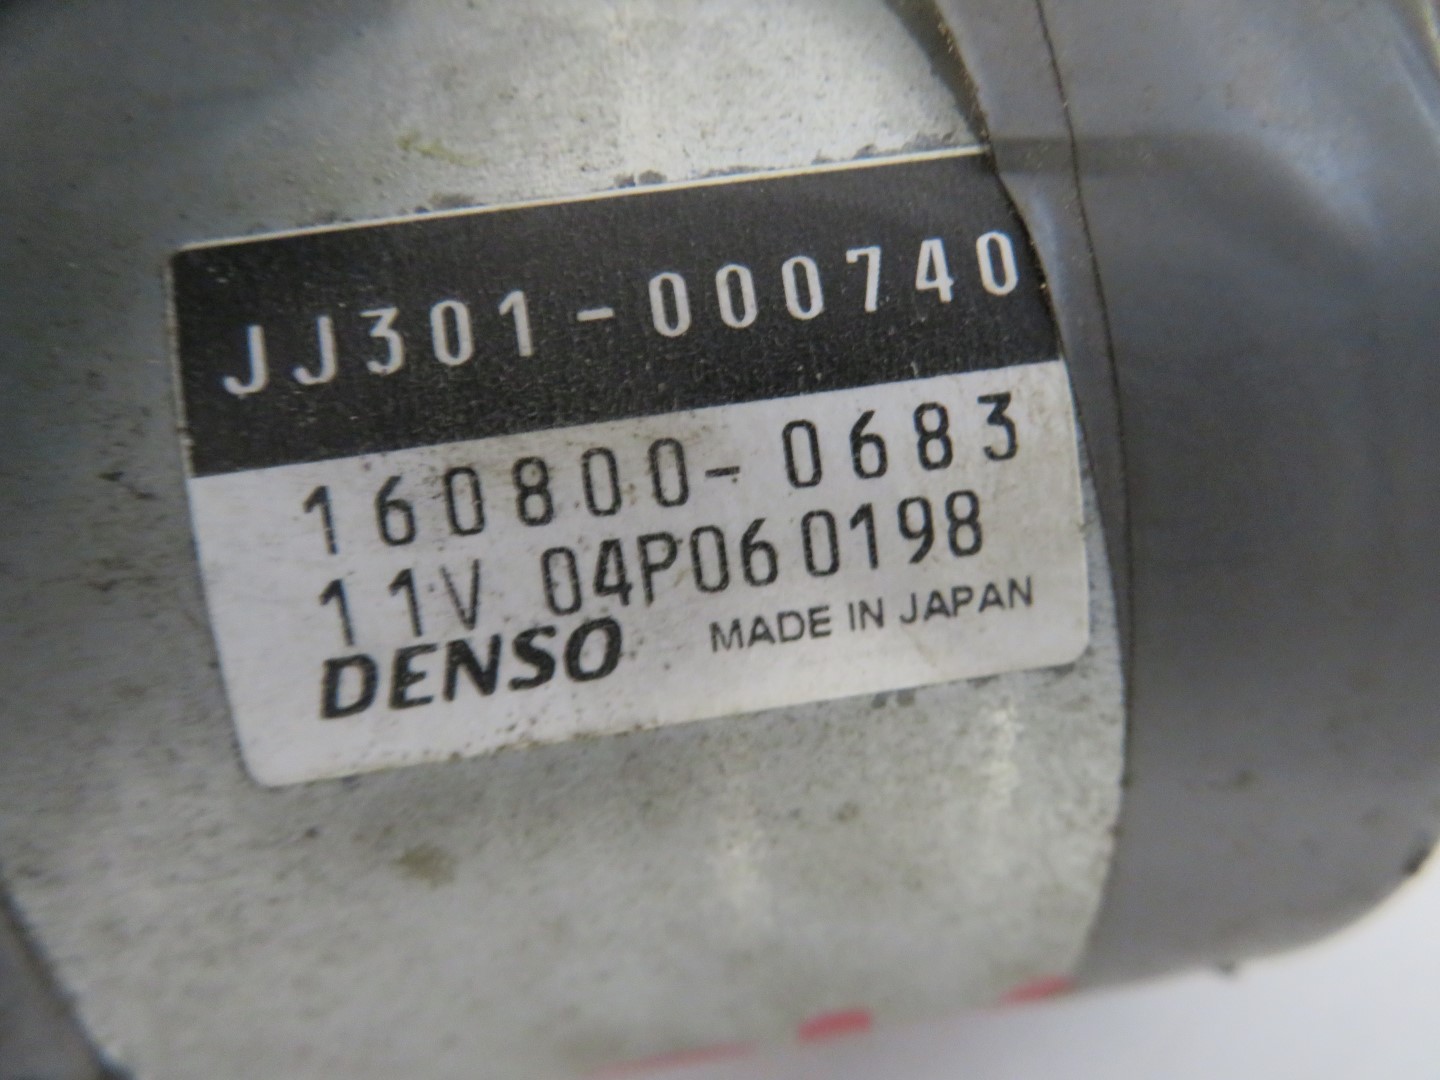 JJ301-000740
160800-0683
11V 04P060198
DENSO MADE IN JAPAN